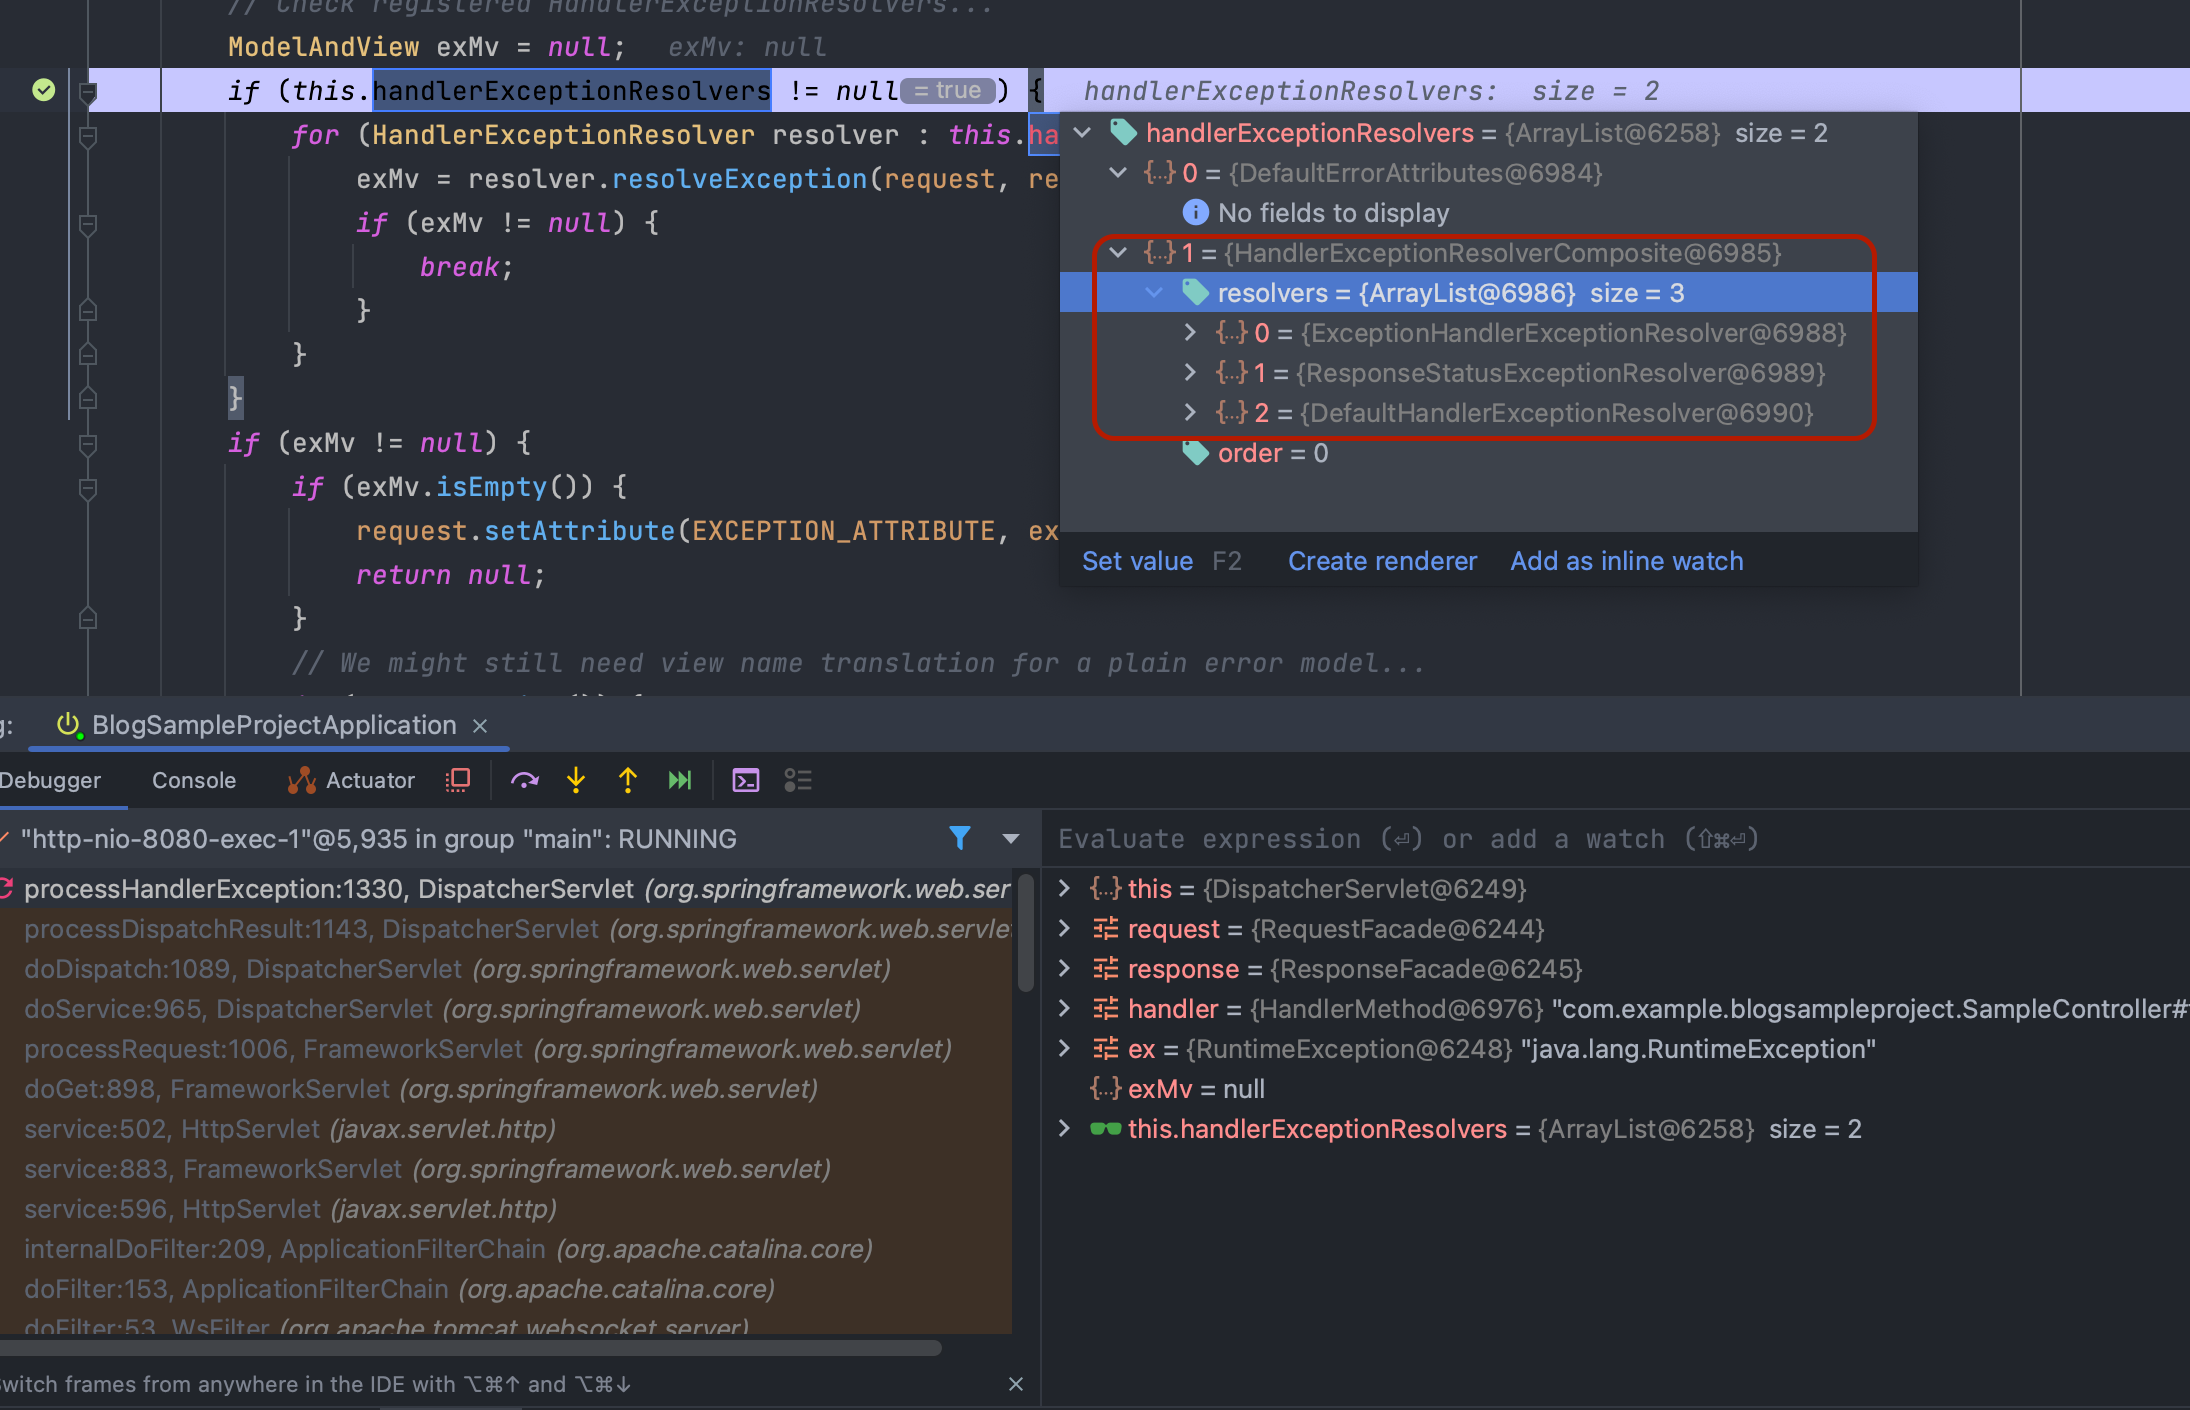 // Check registered HandlerExceptionResolvers...
ModelAndView exMv = null;   exMv: null
if (this.handlerExceptionResolvers != null = true ) {   handlerExceptionResolvers:  size = 2
for (HandlerExceptionResolver resolver : this.ha
exMv = resolver.resolveException(request, re
if (exMv != null) {
break;
}
}
}
if (exMv != null) {
if (exMv.isEmpty()) {
request.setAttribute(EXCEPTION_ATTRIBUTE, ex
return null;
}
// We might still need view name translation for a plain error model...
handlerExceptionResolvers = {ArrayList@6258}  size = 2
{...} 0 = {DefaultErrorAttributes@6984}
No fields to display
{...} 1 = {HandlerExceptionResolverComposite@6985}
resolvers = {ArrayList@6986}  size = 3
{...} 0 = {ExceptionHandlerExceptionResolver@6988}
{...} 1 = {ResponseStatusExceptionResolver@6989}
{...} 2 = {DefaultHandlerExceptionResolver@6990}
order = 0
Set value  F2  Create renderer  Add as inline watch
g:  BlogSampleProjectApplication ×
Debugger  Console  Actuator
"http-nio-8080-exec-1"@5,935 in group "main": RUNNING
processHandlerException:1330, DispatcherServlet (org.springframework.web.ser
processDispatchResult:1143, DispatcherServlet (org.springframework.web.servlet
doDispatch:1089, DispatcherServlet (org.springframework.web.servlet)
doService:965, DispatcherServlet (org.springframework.web.servlet)
processRequest:1006, FrameworkServlet (org.springframework.web.servlet)
doGet:898, FrameworkServlet (org.springframework.web.servlet)
service:502, HttpServlet (javax.servlet.http)
service:883, FrameworkServlet (org.springframework.web.servlet)
service:596, HttpServlet (javax.servlet.http)
internalDoFilter:209, ApplicationFilterChain (org.apache.catalina.core)
doFilter:153, ApplicationFilterChain (org.apache.catalina.core)
doFilter:53, WsFilter (org.apache.tomcat.websocket.server)
witch frames from anywhere in the IDE with ⌥⌘↑ and ⌥⌘↓ ×
Evaluate expression (⏎) or add a watch (⇧⌘⏎)
{...} this = {DispatcherServlet@6249}
request = {RequestFacade@6244}
response = {ResponseFacade@6245}
handler = {HandlerMethod@6976} "com.example.blogsampleproject.SampleController#
ex = {RuntimeException@6248} "java.lang.RuntimeException"
{...} exMv = null
this.handlerExceptionResolvers = {ArrayList@6258}  size = 2